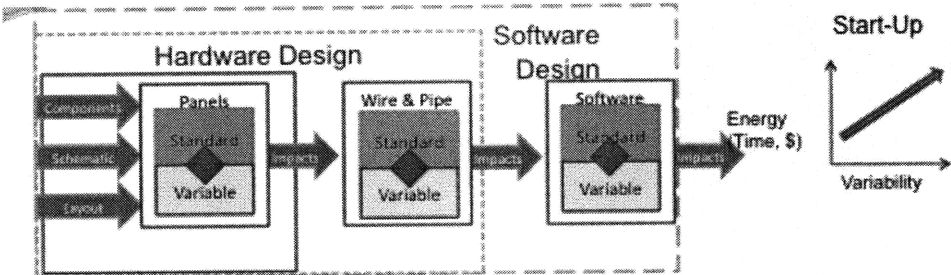 Start-Up
Software
Design
Hardware Design
Components
Schematic
Layout
Panels
Standard
Variable
Impacts
Wire & Pipe
Standard
Variable
Impacts
Software
Standard
Variable
Impacts
Energy
(Time, $)
Variability